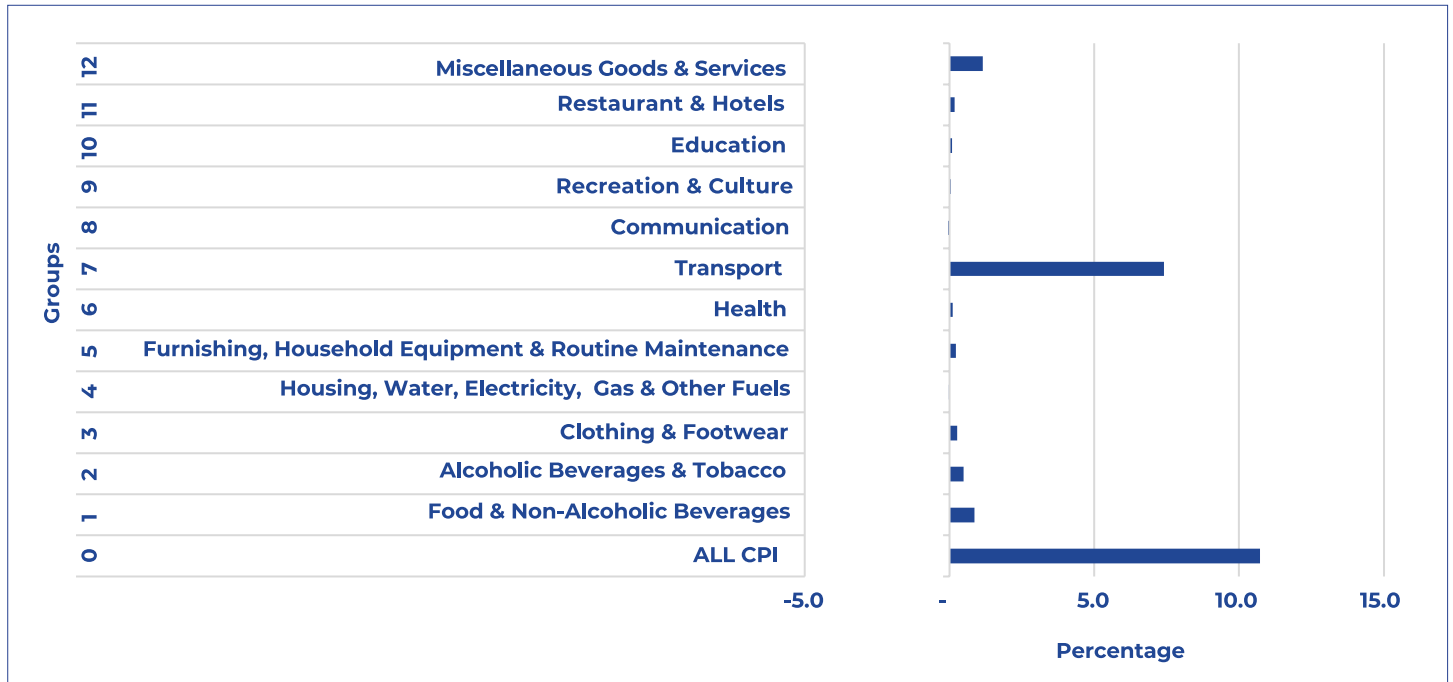 12 Miscellaneous Goods & Services
11 Restaurant & Hotels
10 Education
9 Recreation & Culture
8 Communication
7 Transport
6 Health
5 Furnishing, Household Equipment & Routine Maintenance
4 Housing, Water, Electricity, Gas & Other Fuels
3 Clothing & Footwear
2 Alcoholic Beverages & Tobacco
1 Food & Non-Alcoholic Beverages
0 ALL CPI
Groups
-5.0 - 5.0 10.0 15.0
Percentage